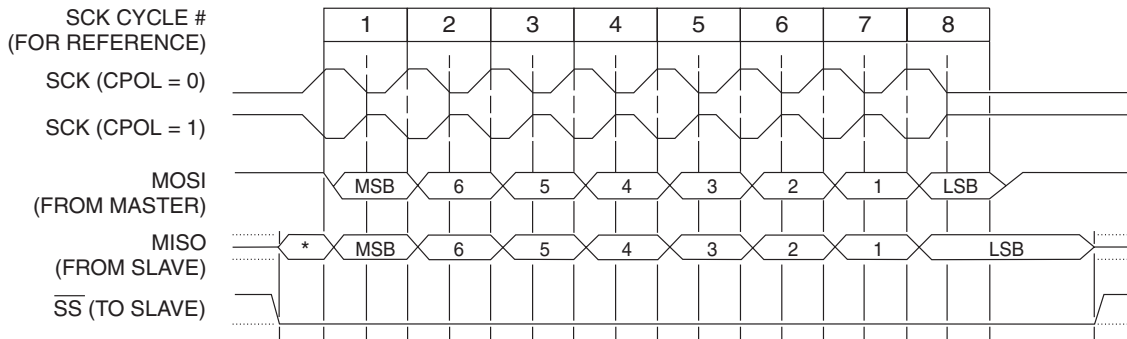 SCK CYCLE #
(FOR REFERENCE)
1 2 3 4 5 6 7 8
SCK (CPOL = 0)
SCK (CPOL = 1)
MOSI
(FROM MASTER)
MSB 6 5 4 3 2 1 LSB
MISO
(FROM SLAVE)
* MSB 6 5 4 3 2 1 LSB
SS (TO SLAVE)